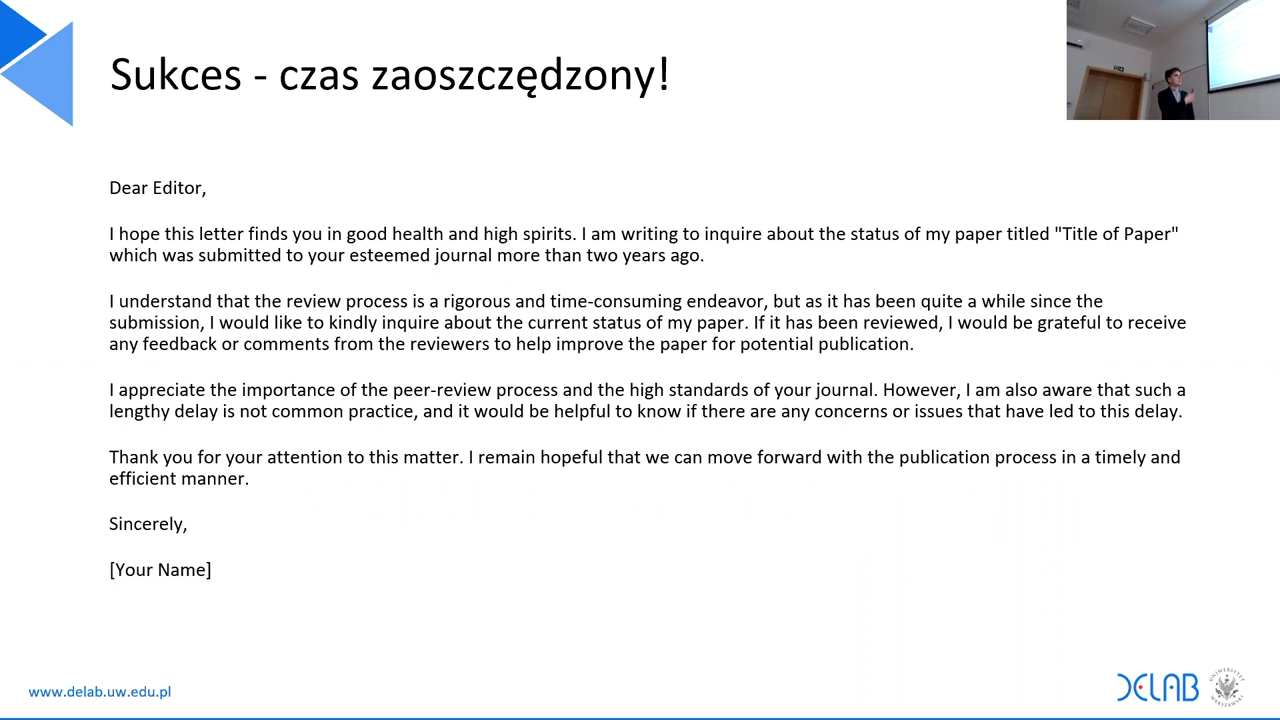 Sukces - czas zaoszczędzony!
Dear Editor,
I hope this letter finds you in good health and high spirits. I am writing to inquire about the status of my paper titled "Title of Paper"
which was submitted to your esteemed journal more than two years ago.
I understand that the review process is a rigorous and time-consuming endeavor, but as it has been quite a while since the
submission, I would like to kindly inquire about the current status of my paper. If it has been reviewed, I would be grateful to receive
any feedback or comments from the reviewers to help improve the paper for potential publication.
I appreciate the importance of the peer-review process and the high standards of your journal. However, I am also aware that such a
lengthy delay is not common practice, and it would be helpful to know if there are any concerns or issues that have led to this delay.
Thank you for your attention to this matter. I remain hopeful that we can move forward with the publication process in a timely and
efficient manner.
Sincerely,
[Your Name]
www.delab.uw.edu.pl
DELAB
UNIWERSYTET
WARSZAWSKI